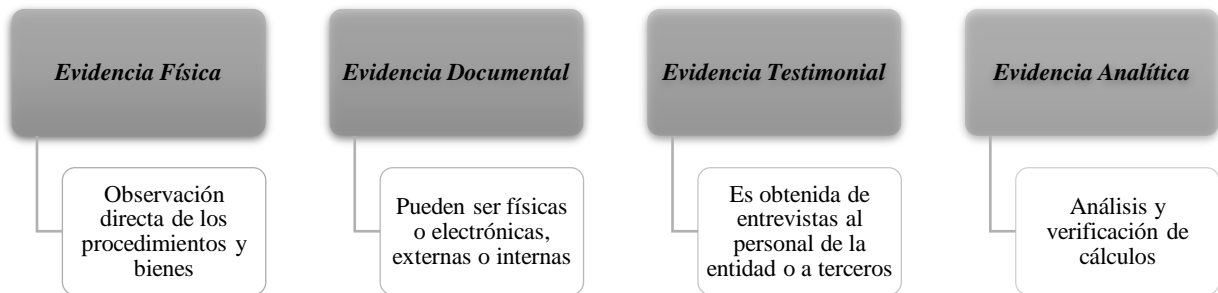 Evidencia Física
Observación
directa de los
procedimientos y
bienes
Evidencia Documental
Pueden ser físicas
o electrónicas,
externas o internas
Evidencia Testimonial
Es obtenida de
entrevistas al
personal de la
entidad o a terceros
Evidencia Analítica
Análisis y
verificación de
cálculos